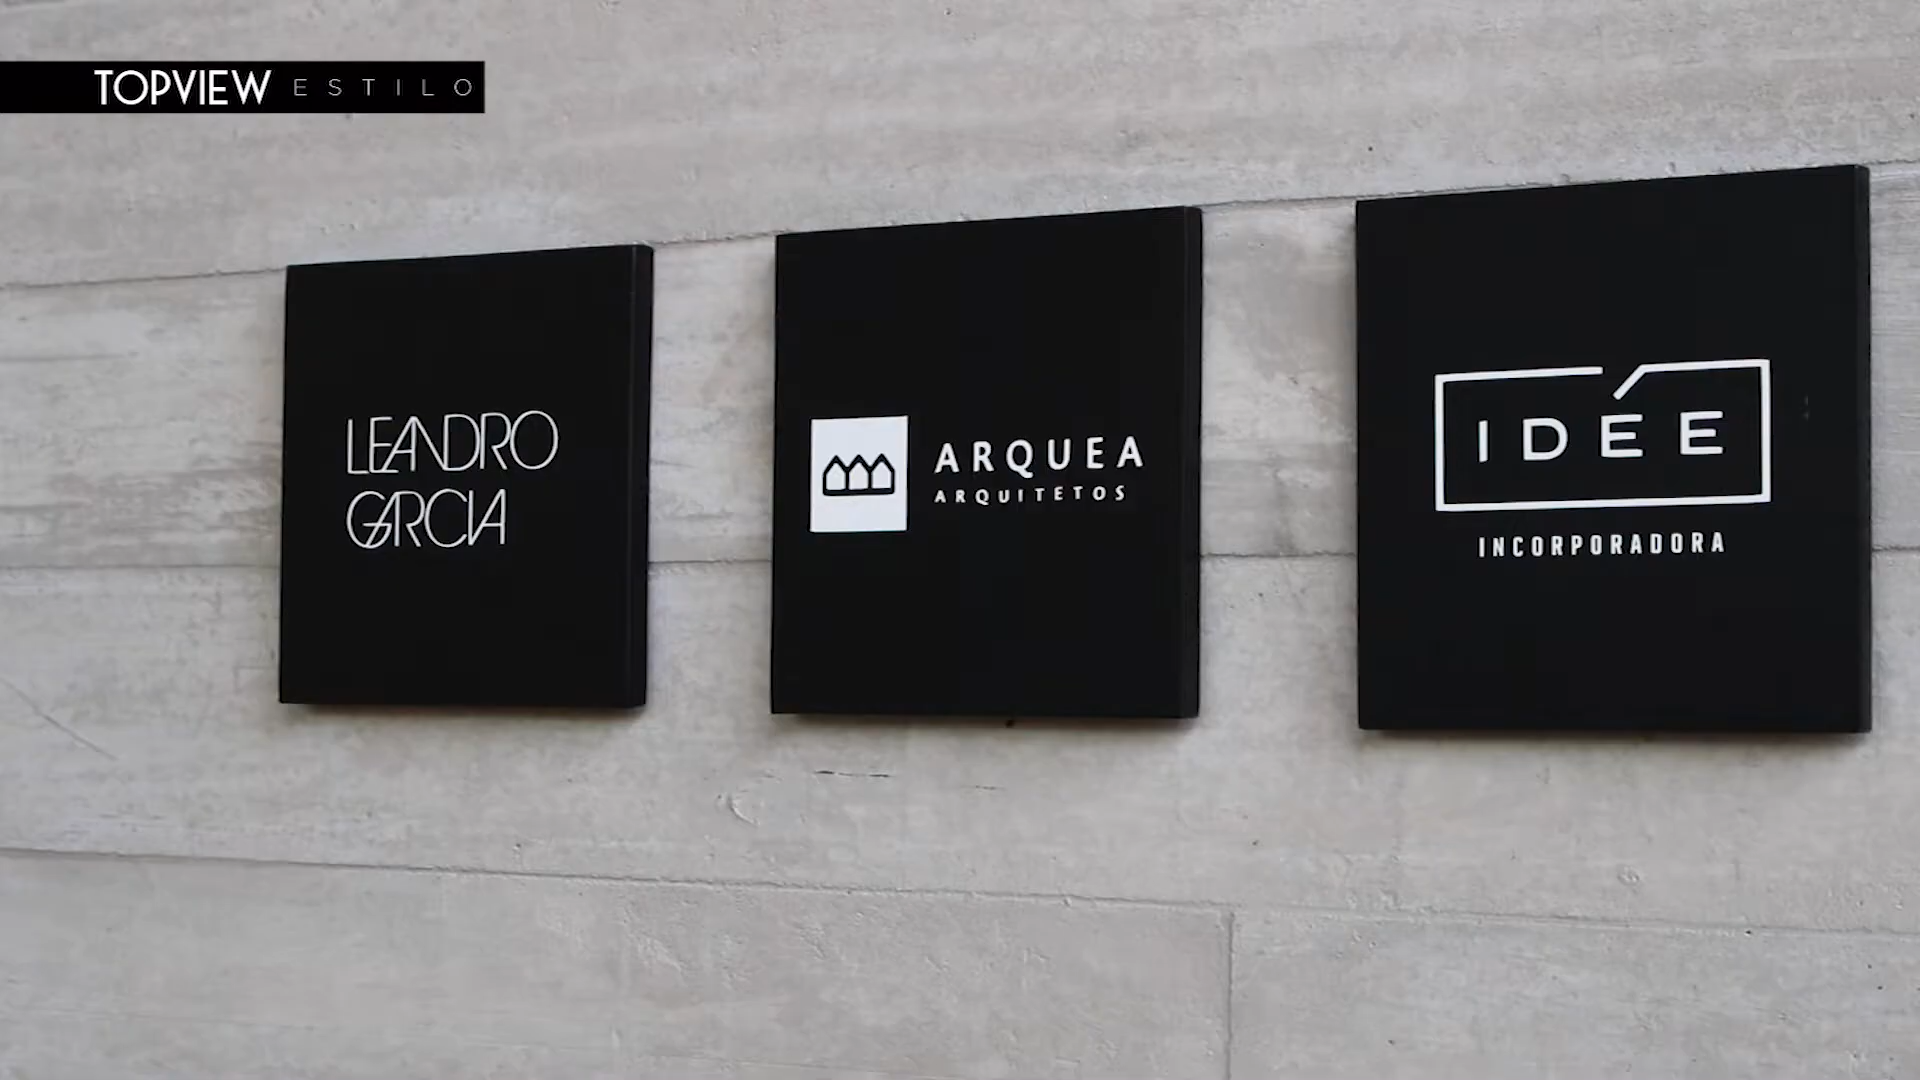 TOPVIEW ESTILO
LEANDRO
GARCIA
ARQUEA
ARQUITETOS
IDÉE
INCORPORADORA